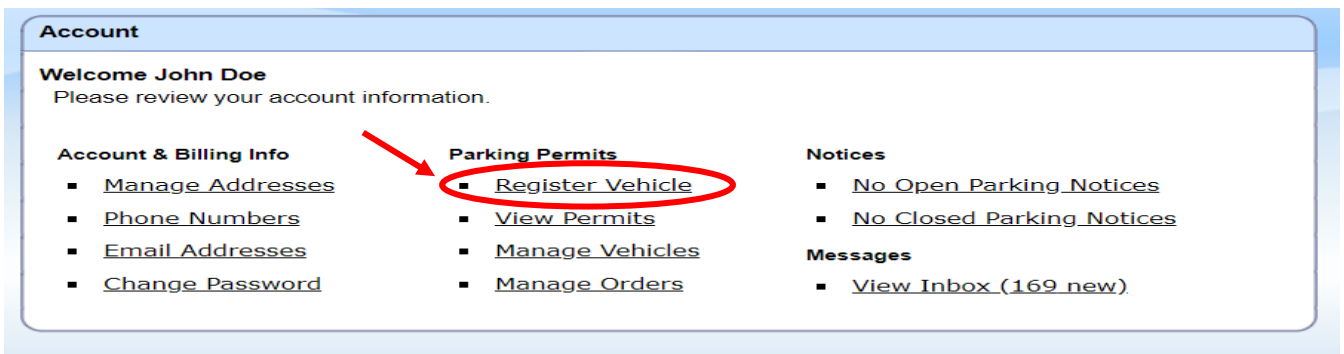 Account
Welcome John Doe
Please review your account information.
Account & Billing Info
Manage Addresses
Phone Numbers
Email Addresses
Change Password
Parking Permits
Register Vehicle
View Permits
Manage Vehicles
Manage Orders
Notices
No Open Parking Notices
No Closed Parking Notices
Messages
View Inbox (169 new)